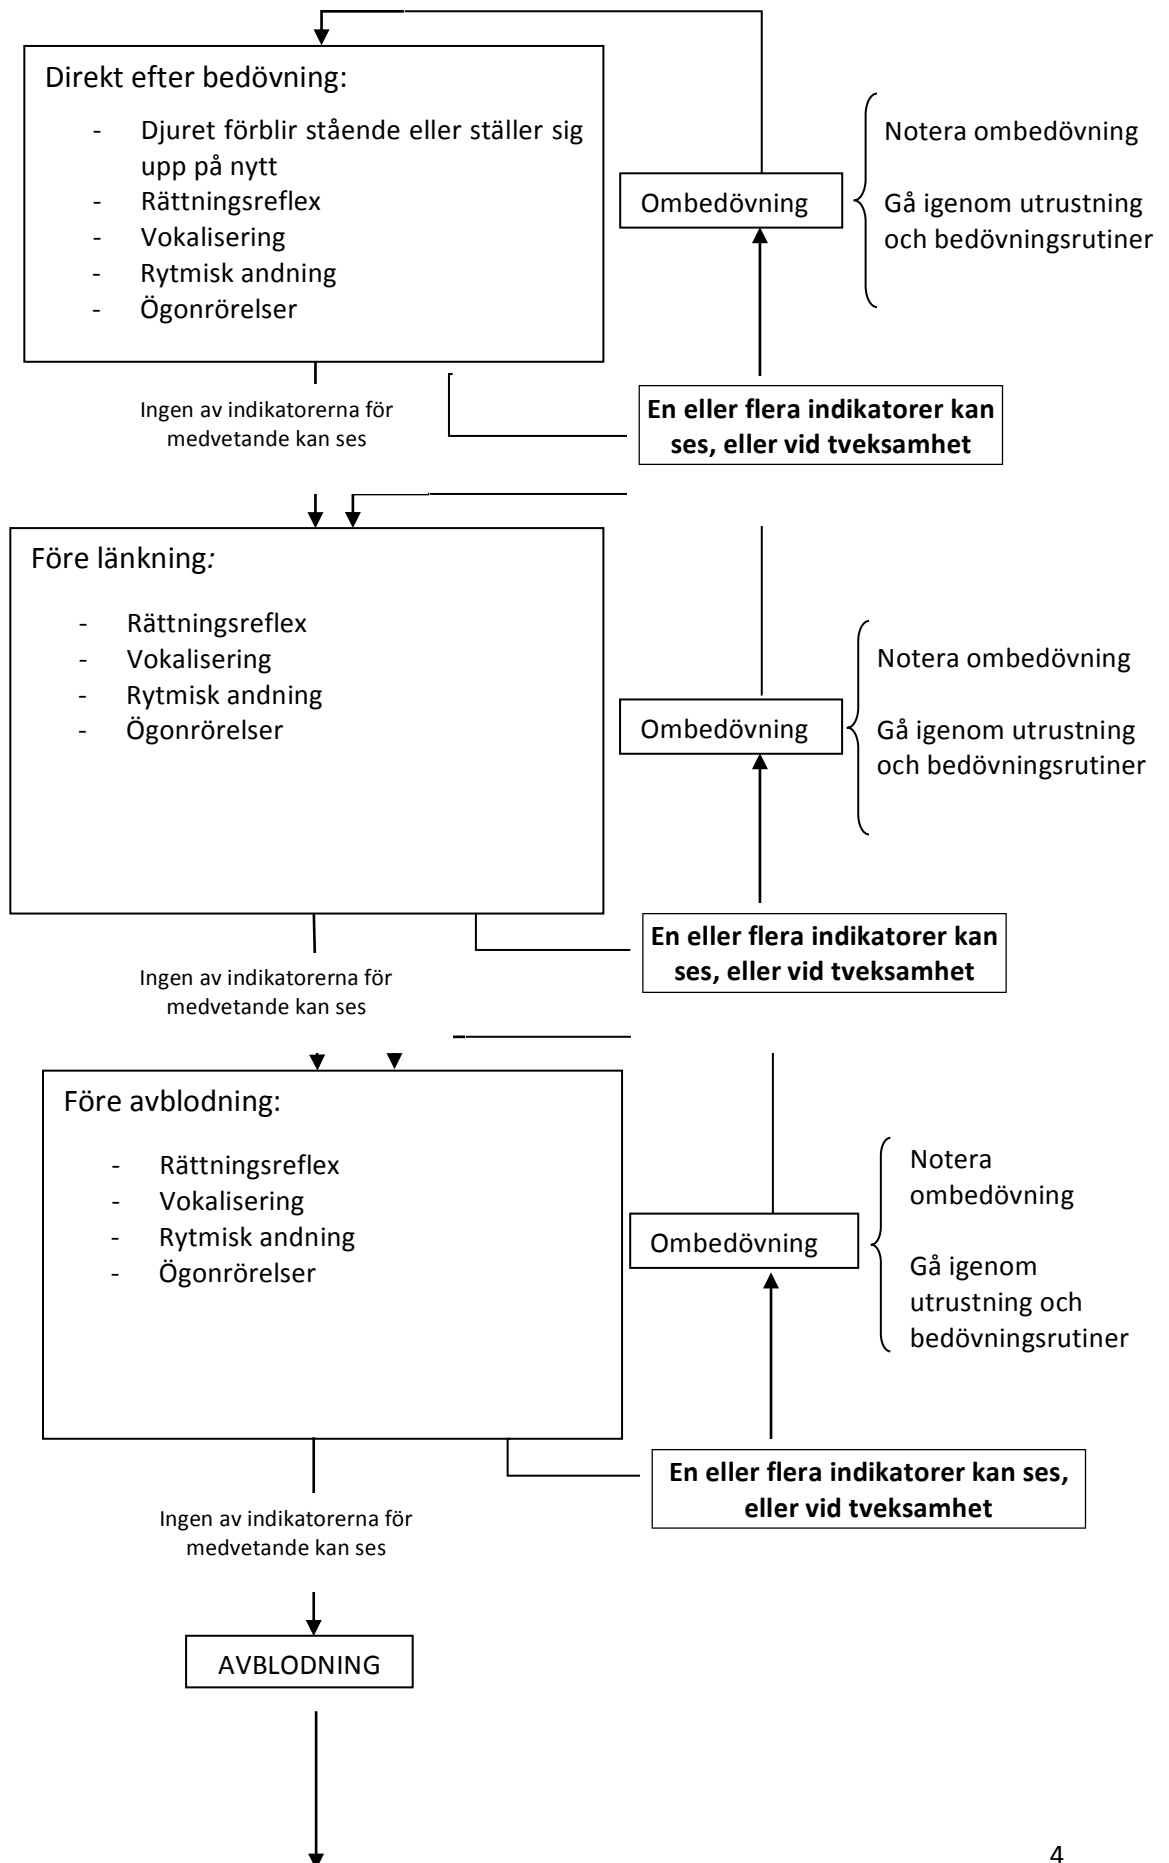 Direkt efter bedövning:
- Djuret förblir stående eller ställer sig
upp på nytt
- Rättningsreflex
- Vokalisering
- Rytmisk andning
- Ögonrörelser
Ombedövning
Notera ombedövning
Gå igenom utrustning
och bedövningsrutiner
Ingen av indikatorerna för
medvetande kan ses
En eller flera indikatorer kan
ses, eller vid tveksamhet
Före länkning:
- Rättningsreflex
- Vokalisering
- Rytmisk andning
- Ögonrörelser
Ombedövning
Notera ombedövning
Gå igenom utrustning
och bedövningsrutiner
Ingen av indikatorerna för
medvetande kan ses
En eller flera indikatorer kan
ses, eller vid tveksamhet
Före avblodning:
- Rättningsreflex
- Vokalisering
- Rytmisk andning
- Ögonrörelser
Ombedövning
Notera
ombedövning
Gå igenom
utrustning och
bedövningsrutiner
En eller flera indikatorer kan ses,
eller vid tveksamhet
Ingen av indikatorerna för
medvetande kan ses
AVBLODNING
4